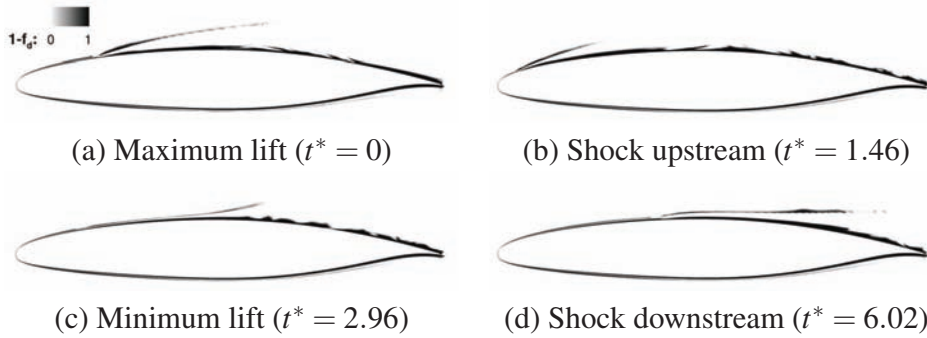 1-f_d: 0 1
(a) Maximum lift (t* = 0)
(b) Shock upstream (t* = 1.46)
(c) Minimum lift (t* = 2.96)
(d) Shock downstream (t* = 6.02)